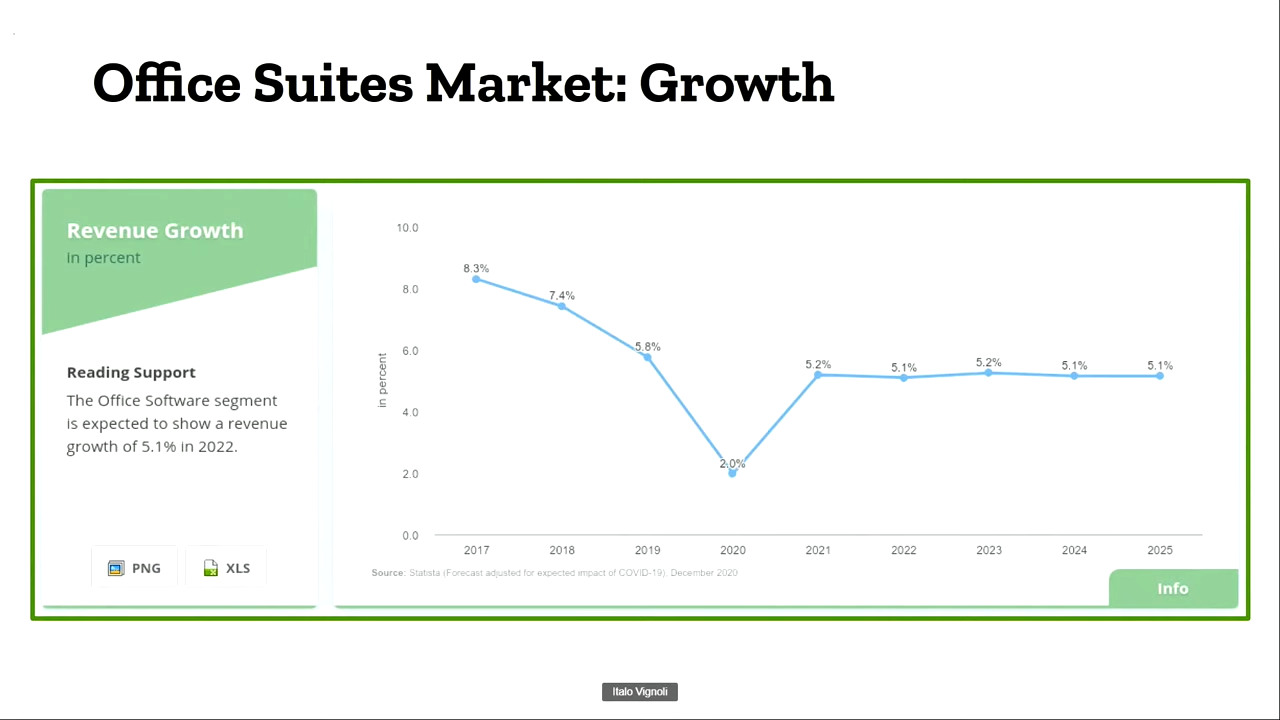 Office Suites Market: Growth
Revenue Growth
in percent
Reading Support
The Office Software segment
is expected to show a revenue
growth of 5.1% in 2022.
PNG
XLS
in percent
10.0
8.0
6.0
4.0
2.0
0.0
8.3%
7.4%
5.8%
2.0%
5.2%
5.1%
5.2%
5.1%
5.1%
2017
2018
2019
2020
2021
2022
2023
2024
2025
Source: Statista (Forecast adjusted for expected impact of COVID-19), December 2020
Info
Italo Vignoli